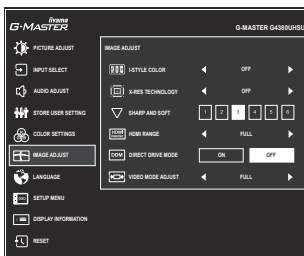 iiyama
G-MASTER
G-MASTER G4380UHSU
PICTURE ADJUST
INPUT SELECT
AUDIO ADJUST
STORE USER SETTING
COLOR SETTINGS
IMAGE ADJUST
LANGUAGE
SETUP MENU
DISPLAY INFORMATION
RESET
IMAGE ADJUST
I-STYLE COLOR OFF
X-RES TECHNOLOGY OFF
SHARP AND SOFT 1 2 3 4 5 6
HDMI HDMI RANGE FULL
DDM DIRECT DRIVE MODE ON OFF
VIDEO MODE ADJUST FULL